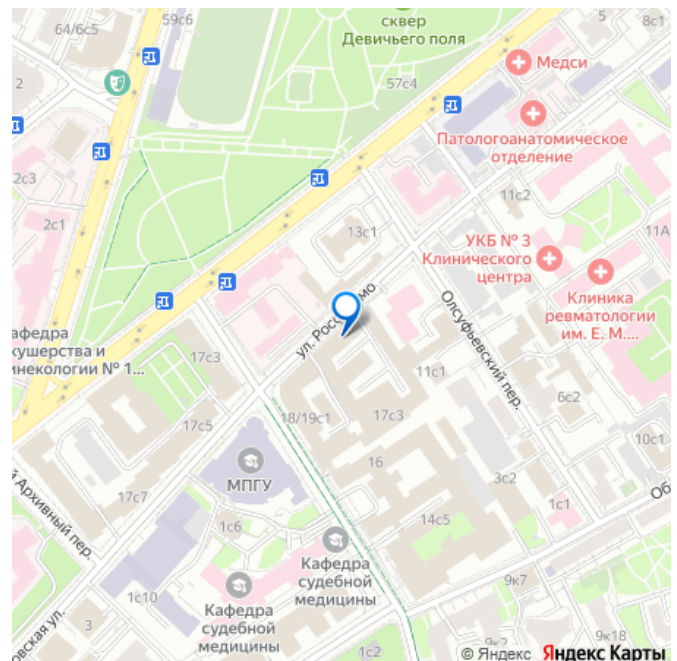 64/6с5
59с6
сквер
Девичьего поля
5
8с1
Медси
2
57с4
Патологоанатомическое
отделение
2с3
11с2
2с1
13с1
УКБ № 3
Клинического
центра
11А
Клиника
ревматологии
им. Е. М....
Олсуфьевский пер.
афедра
кушерства и
инекологии № 1...
17с3
11с1
6с2
18/19с1
17с3
17с5
10с1
16
МПГУ
3с2
й Архивный пер.
17с7
1с1
Об
1с6
14с5
Кафедра
судебной
медицины
9к7
1с10
Кафедра
судебной
медицины
овская ул.
3
1с2
9к2
9к18
© Яндекс Яндекс Карты